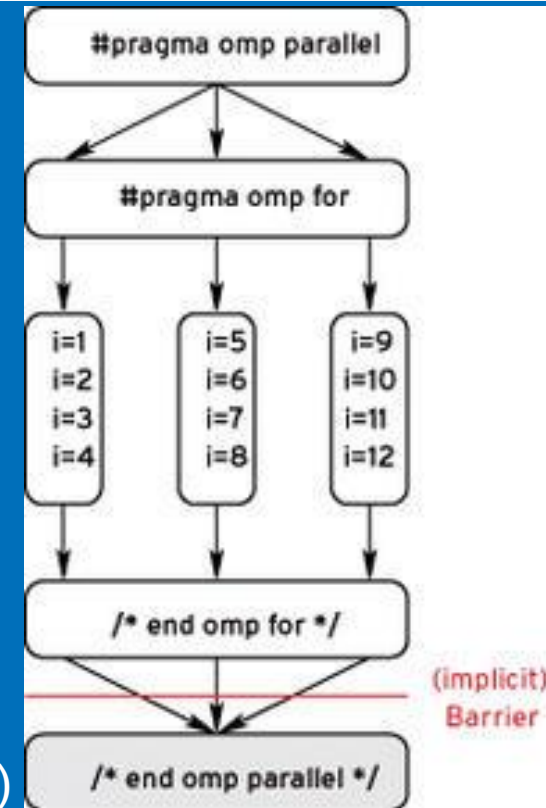 #pragma omp parallel
#pragma omp for
i=1
i=2
i=3
i=4
i=5
i=6
i=7
i=8
i=9
i=10
i=11
i=12
/* end omp for */
(implicit)
Barrier
/* end omp parallel */
)